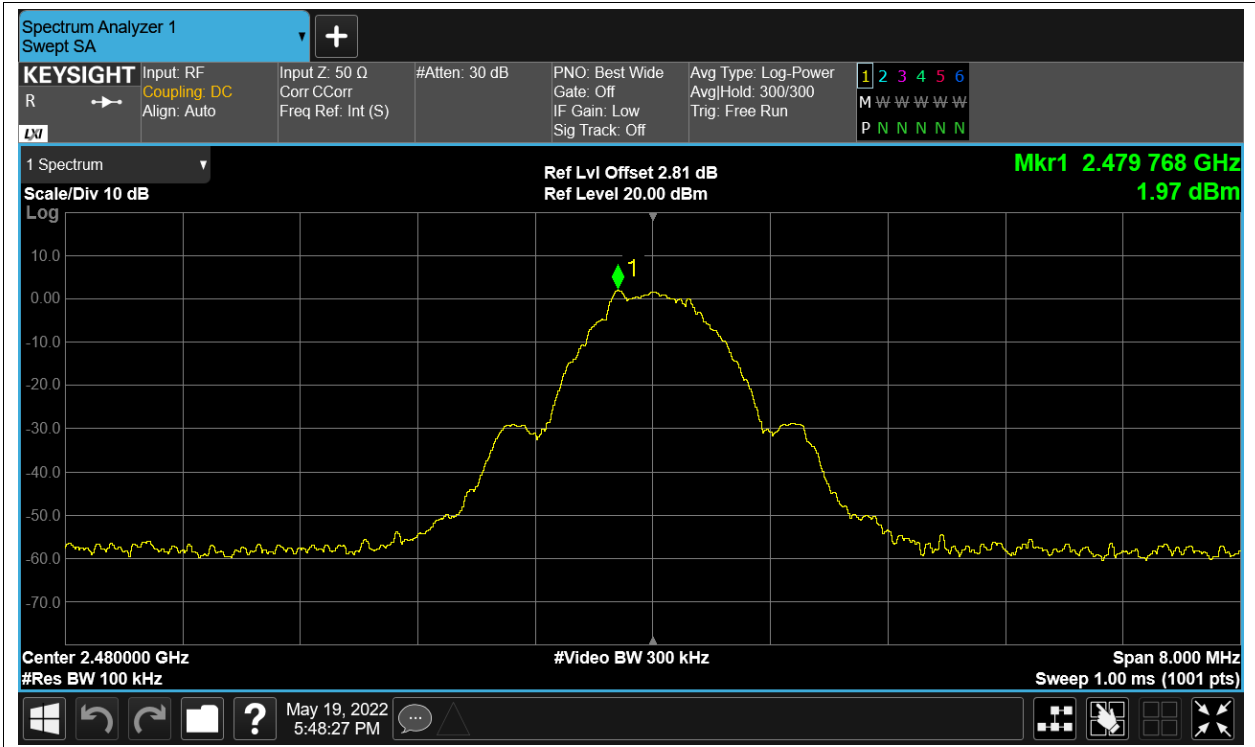 Spectrum Analyzer 1
Swept SA
KEYSIGHT
R
LXI
Input: RF
Coupling: DC
Align: Auto
Input Z: 50 Ω
Corr CCorr
Freq Ref: Int (S)
#Atten: 30 dB
PNO: Best Wide
Gate: Off
IF Gain: Low
Sig Track: Off
Avg Type: Log-Power
Avg|Hold: 300/300
Trig: Free Run
1 2 3 4 5 6
M W W W W W
P N N N N N
1 Spectrum
Scale/Div 10 dB
Ref Lvl Offset 2.81 dB
Ref Level 20.00 dBm
Mkr1 2.479 768 GHz
1.97 dBm
Log
10.0
0.00
-10.0
-20.0
-30.0
-40.0
-50.0
-60.0
-70.0
1
Center 2.480000 GHz
#Res BW 100 kHz
#Video BW 300 kHz
Span 8.000 MHz
Sweep 1.00 ms (1001 pts)
?
May 19, 2022
5:48:27 PM